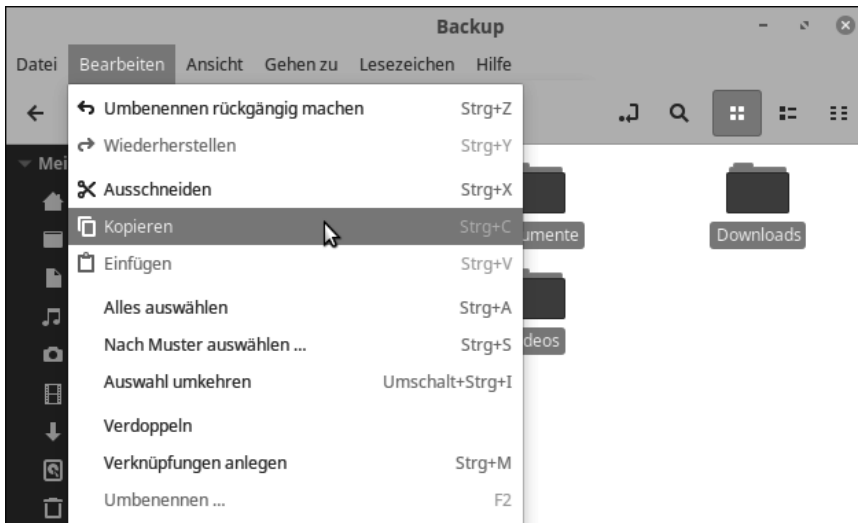 Backup
Datei Bearbeiten Ansicht Gehen zu Lesezeichen Hilfe
Umbenennen rückgängig machen Strg+Z
Wiederherstellen Strg+Y
Mei
Ausschneiden Strg+X
Kopieren Strg+C
umente Downloads
Einfügen Strg+V
Alles auswählen Strg+A
Nach Muster auswählen ... Strg+S
deos
Auswahl umkehren Umschalt+Strg+I
Verdoppeln
Verknüpfungen anlegen Strg+M
Umbenennen ... F2